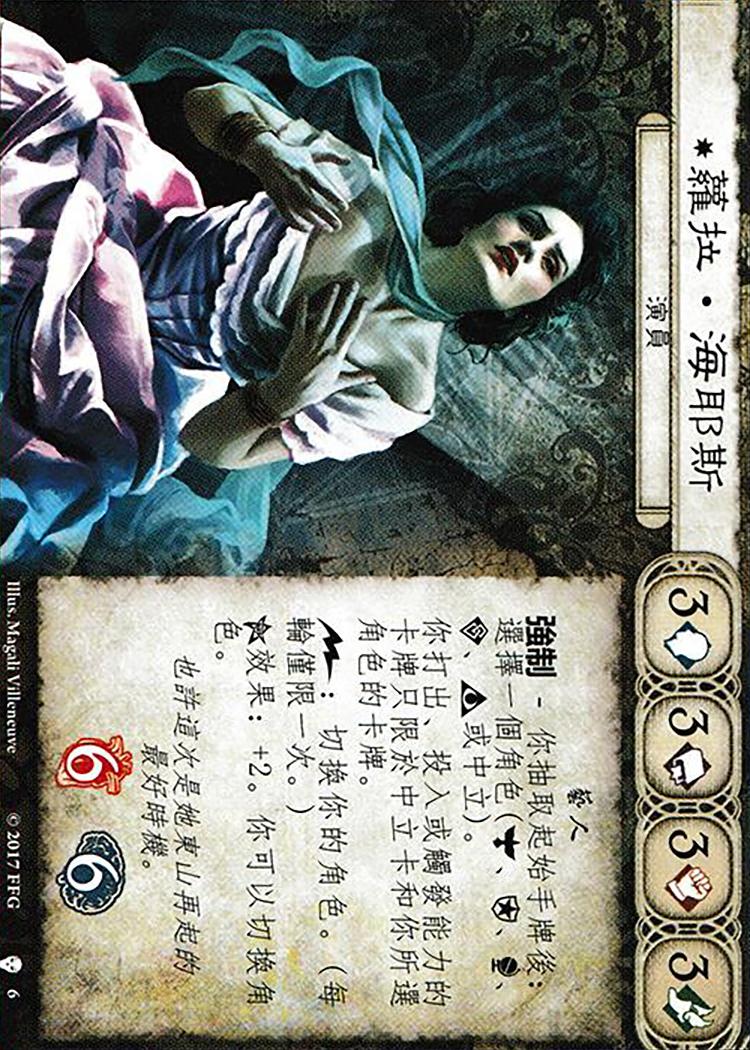 蘿拉·海耶斯
演員
3 3 3 3
藝人
強制 - 你抽取起始手牌後：
選擇一個角色（、、、
、或中立）。
你打出、投入或觸發能力的
卡牌只限於中立卡和你所選
角色的卡牌。
：切換你的角色。（每
輪僅限一次。）
效果：+2。你可以切換角
色。
也許這次是她東山再起的
最好時機。
6 6
Illus. Magali Villeneuve
© 2017 FFG
6